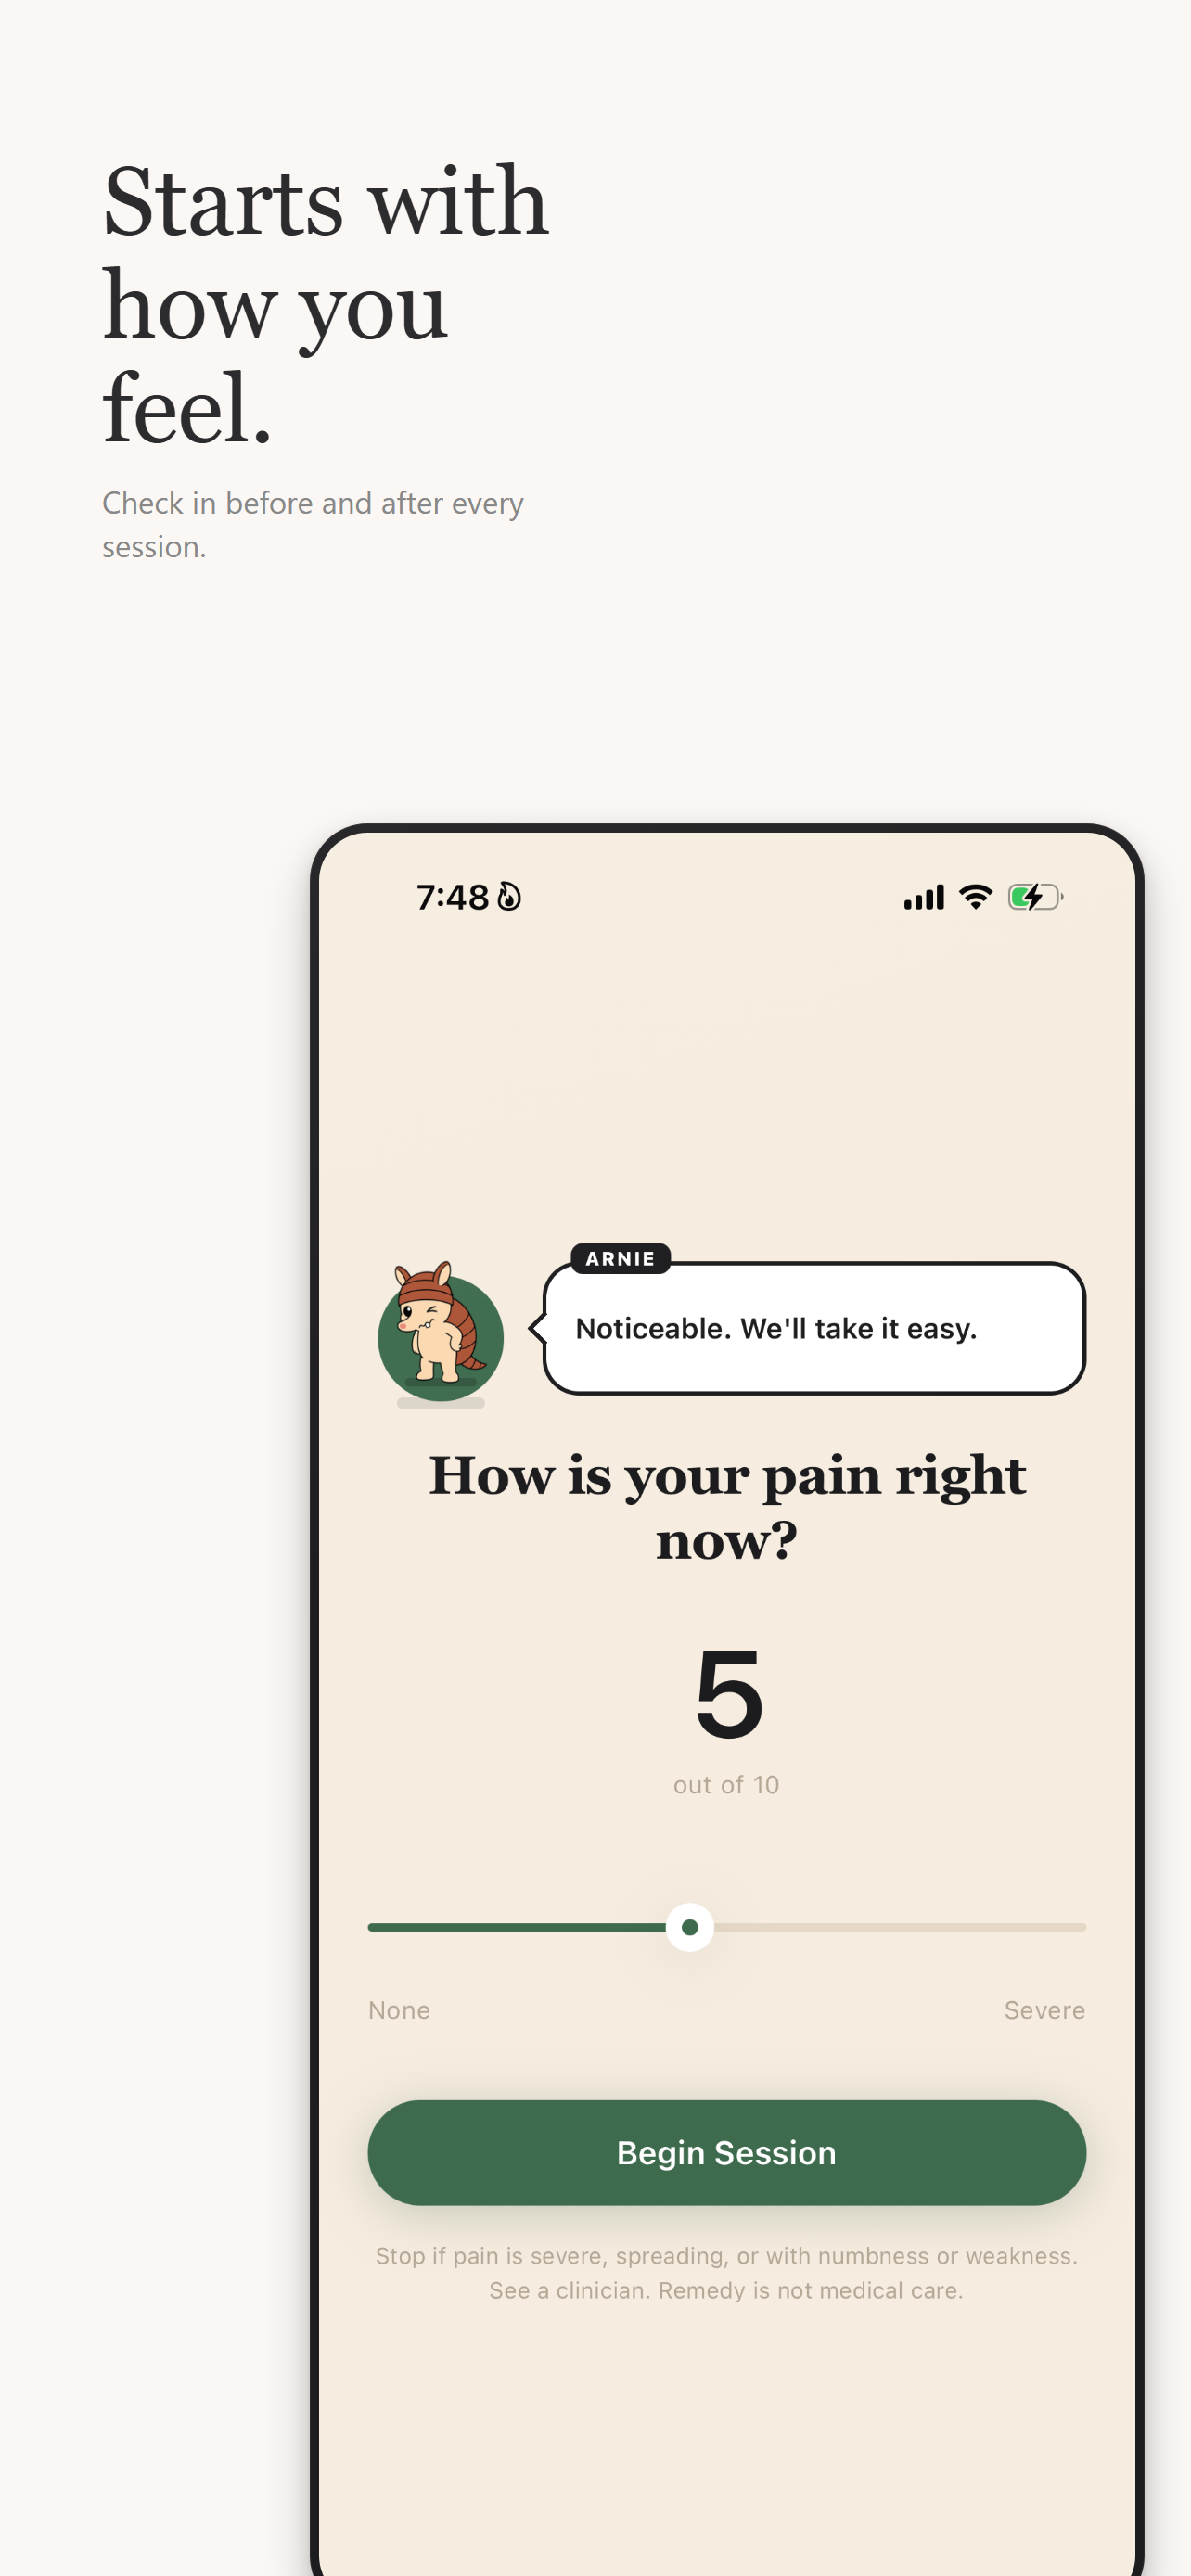 Starts with
how you
feel.
Check in before and after every
session.
7:48
ARNIE
Noticeable. We'll take it easy.
How is your pain right
now?
5
out of 10
None
Severe
Begin Session
Stop if pain is severe, spreading, or with numbness or weakness.
See a clinician. Remedy is not medical care.